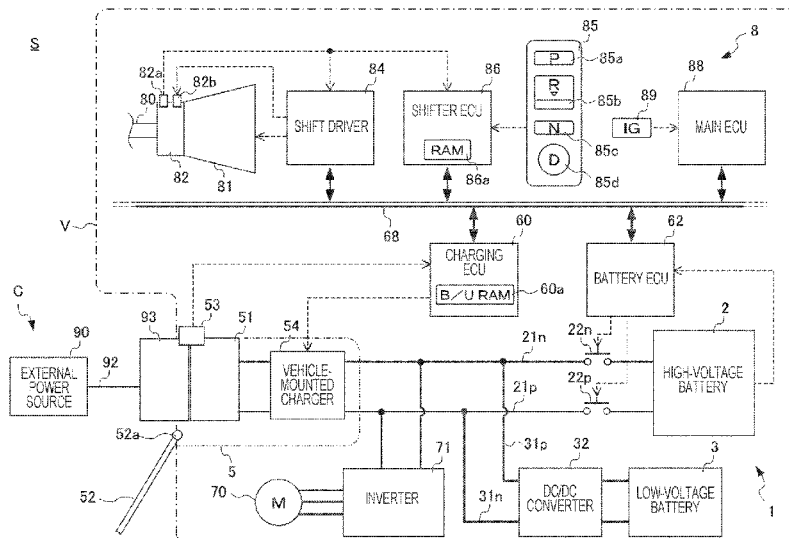 S
V
8
82a
82b
80
82
81
84
SHIFT DRIVER
86
SHIFTER ECU
RAM
86a
85
P
85a
R
85b
N
85c
D
85d
89
IG
88
MAIN ECU
68
60
CHARGING ECU
B/U RAM
60a
62
BATTERY ECU
C
90
EXTERNAL POWER SOURCE
92
93
53
51
54
VEHICLE-MOUNTED CHARGER
21n
22n
21p
22p
2
HIGH-VOLTAGE BATTERY
52a
52
5
70
M
71
INVERTER
31p
31n
32
DC/DC CONVERTER
3
LOW-VOLTAGE BATTERY
1